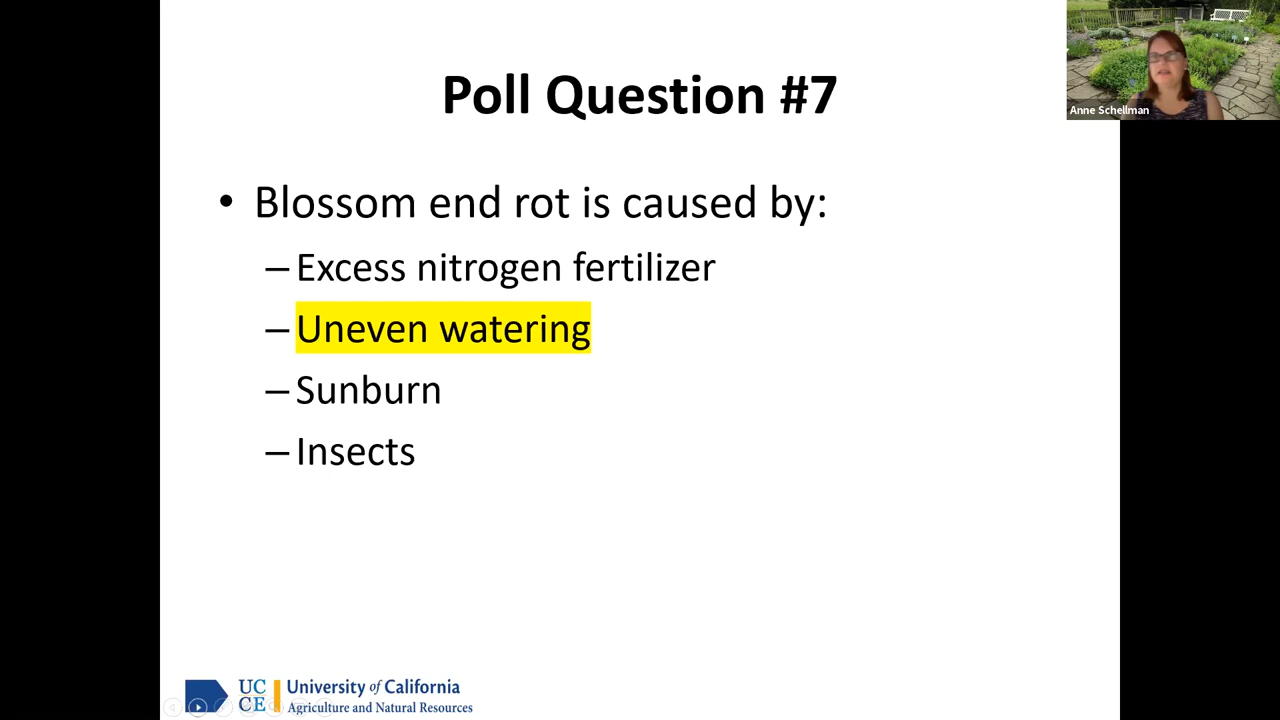 Poll Question #7
Anne Schellman
• Blossom end rot is caused by:
– Excess nitrogen fertilizer
– Uneven watering
– Sunburn
– Insects
UC
CE
University of California
Agriculture and Natural Resources